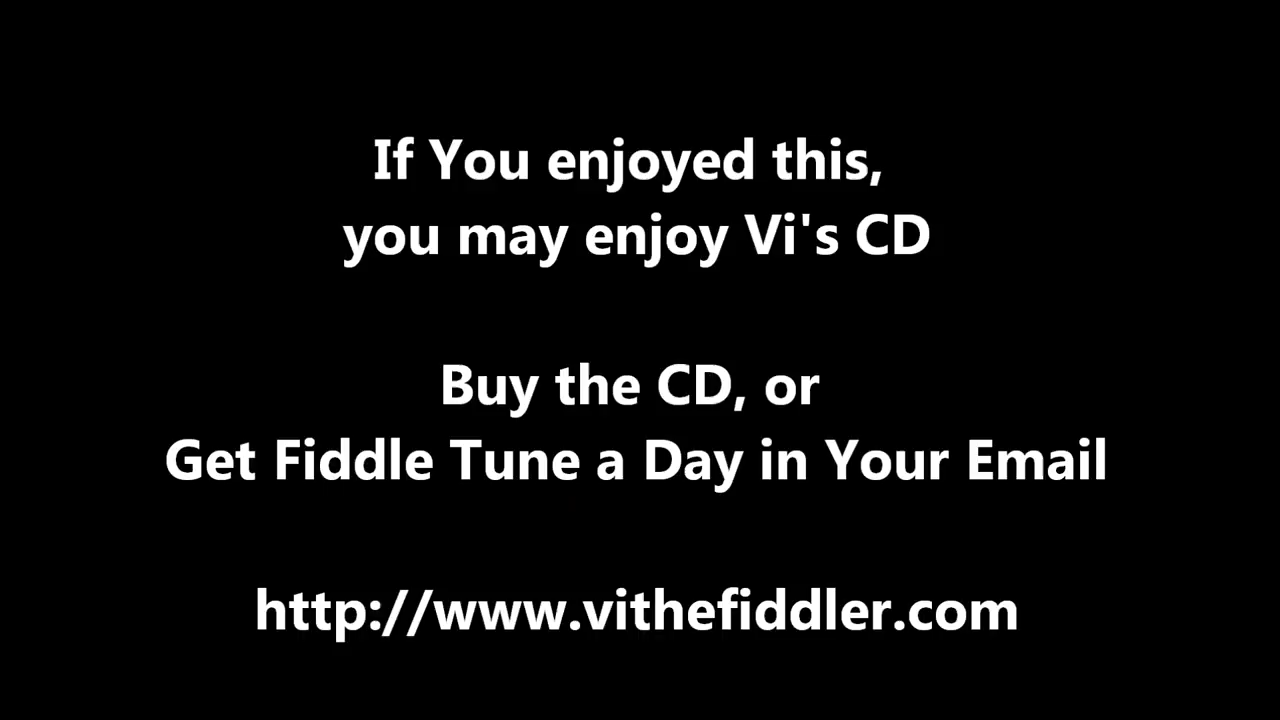 If You enjoyed this,
you may enjoy Vi's CD
Buy the CD, or
Get Fiddle Tune a Day in Your Email
http://www.vithefiddler.com